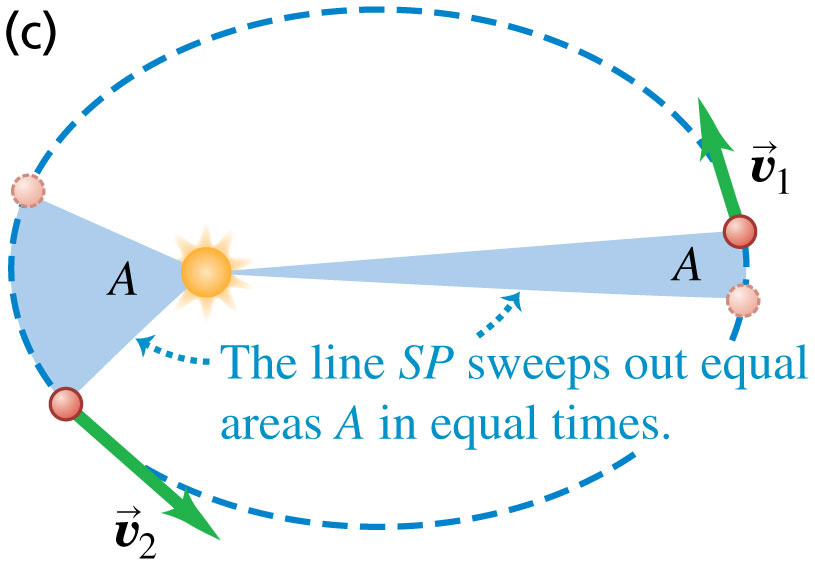 (c)
v⃗1
A
A
The line SP sweeps out equal
areas A in equal times.
v⃗2